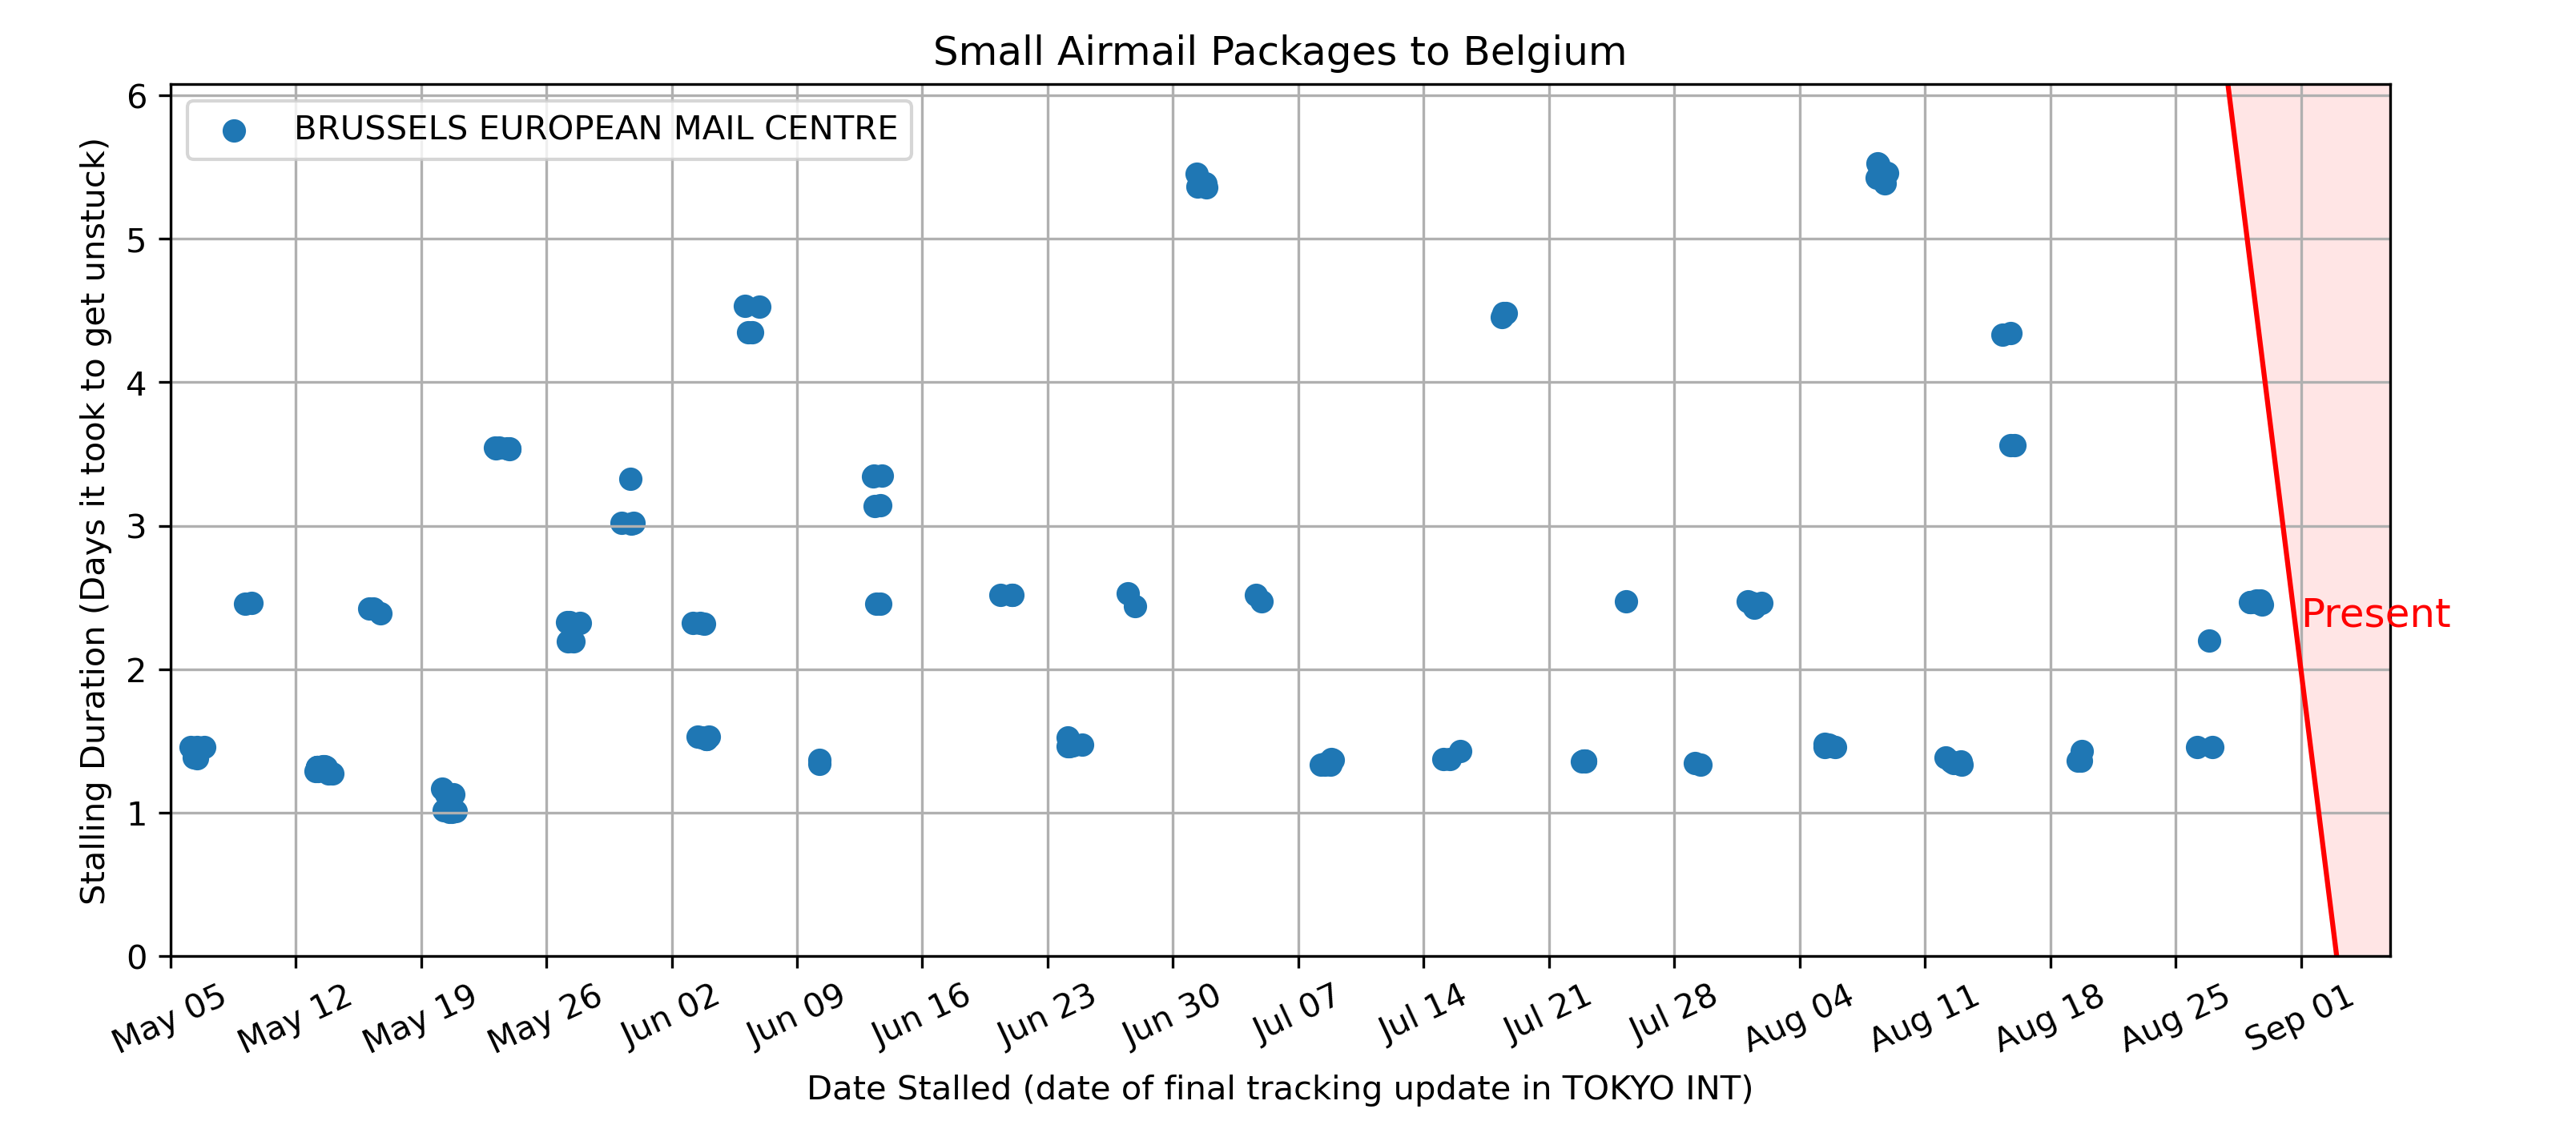 Small Airmail Packages to Belgium
BRUSSELS EUROPEAN MAIL CENTRE
Stalling Duration (Days it took to get unstuck)
6
5
4
3
2
1
0
Present
May 05
May 12
May 19
May 26
Jun 02
Jun 09
Jun 16
Jun 23
Jun 30
Jul 07
Jul 14
Jul 21
Jul 28
Aug 04
Aug 11
Aug 18
Aug 25
Sep 01
Date Stalled (date of final tracking update in TOKYO INT)